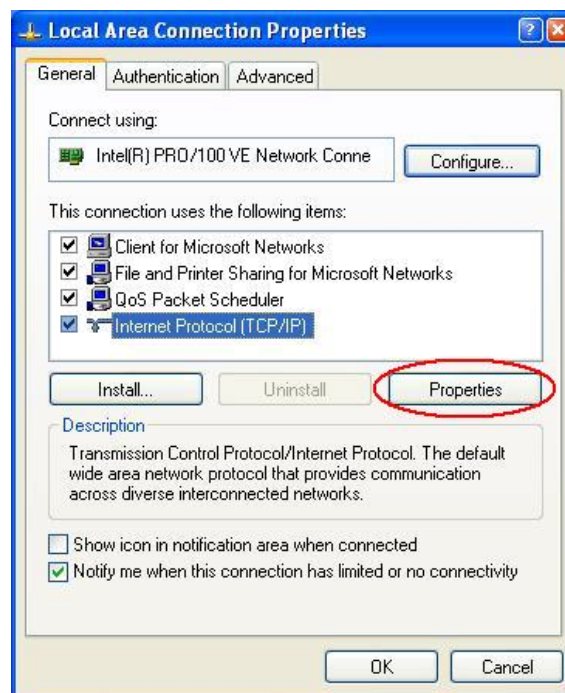 Local Area Connection Properties
General Authentication Advanced
Connect using:
Intel(R) PRO/100 VE Network Conne Configure...
This connection uses the following items:
Client for Microsoft Networks
File and Printer Sharing for Microsoft Networks
QoS Packet Scheduler
Internet Protocol (TCP/IP)
Install... Uninstall Properties
Description
Transmission Control Protocol/Internet Protocol. The default
wide area network protocol that provides communication
across diverse interconnected networks.
Show icon in notification area when connected
Notify me when this connection has limited or no connectivity
OK Cancel